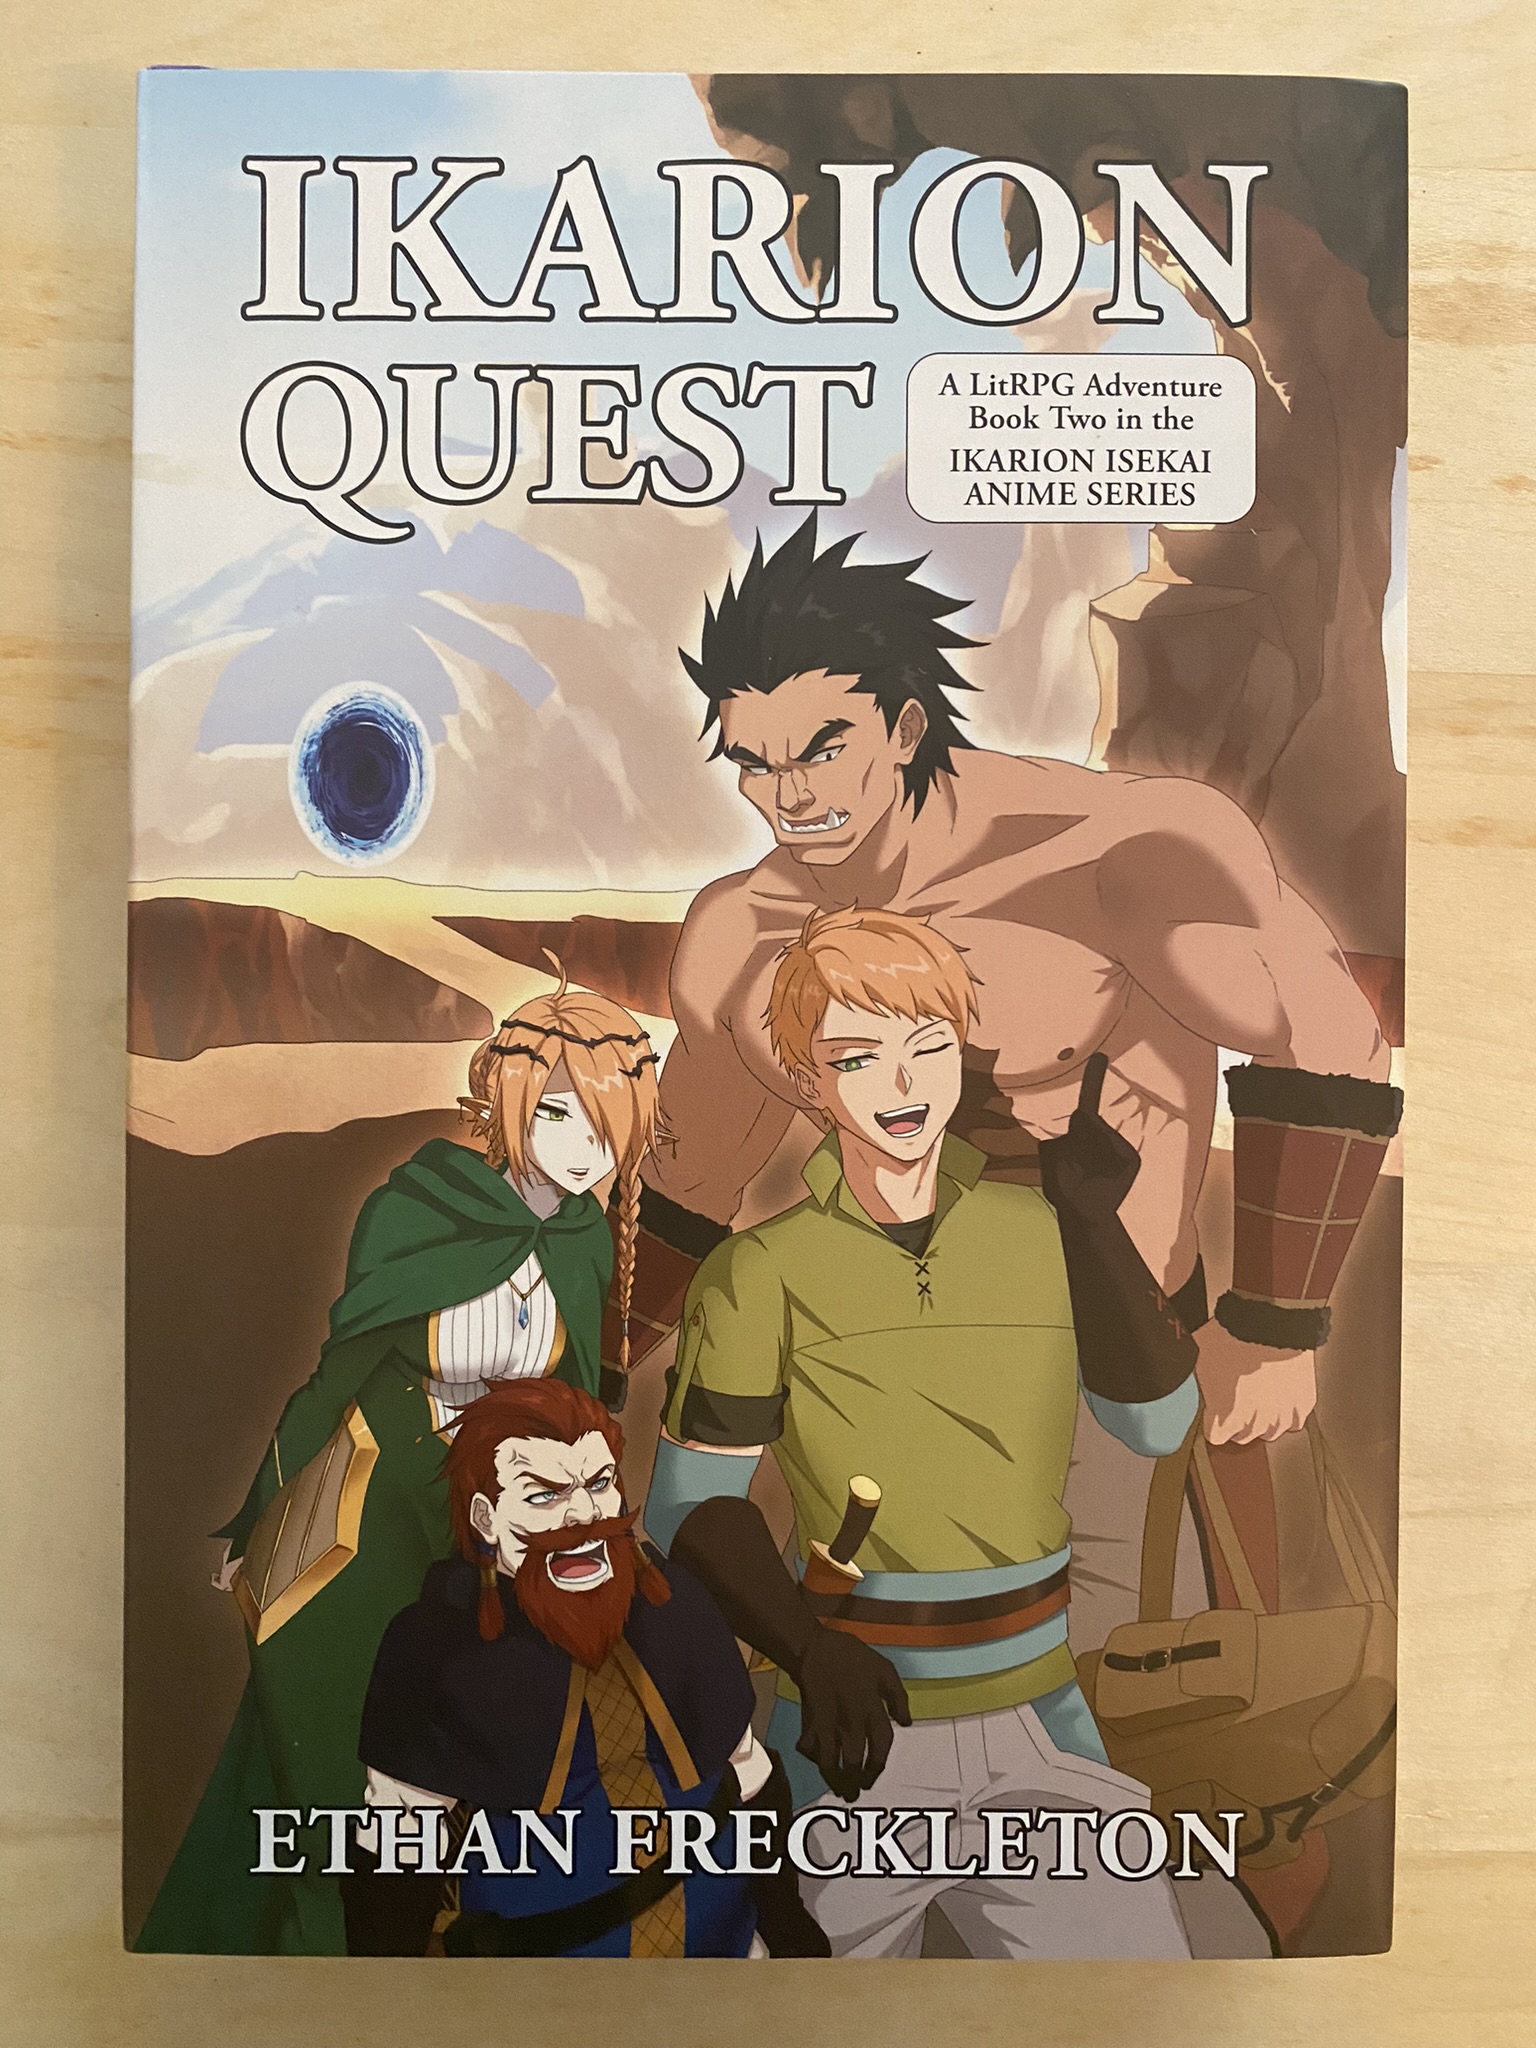 IKARION
QUEST
A LitRPG Adventure
Book Two in the
IKARION ISEKAI
ANIME SERIES
ETHAN FRECKLETON